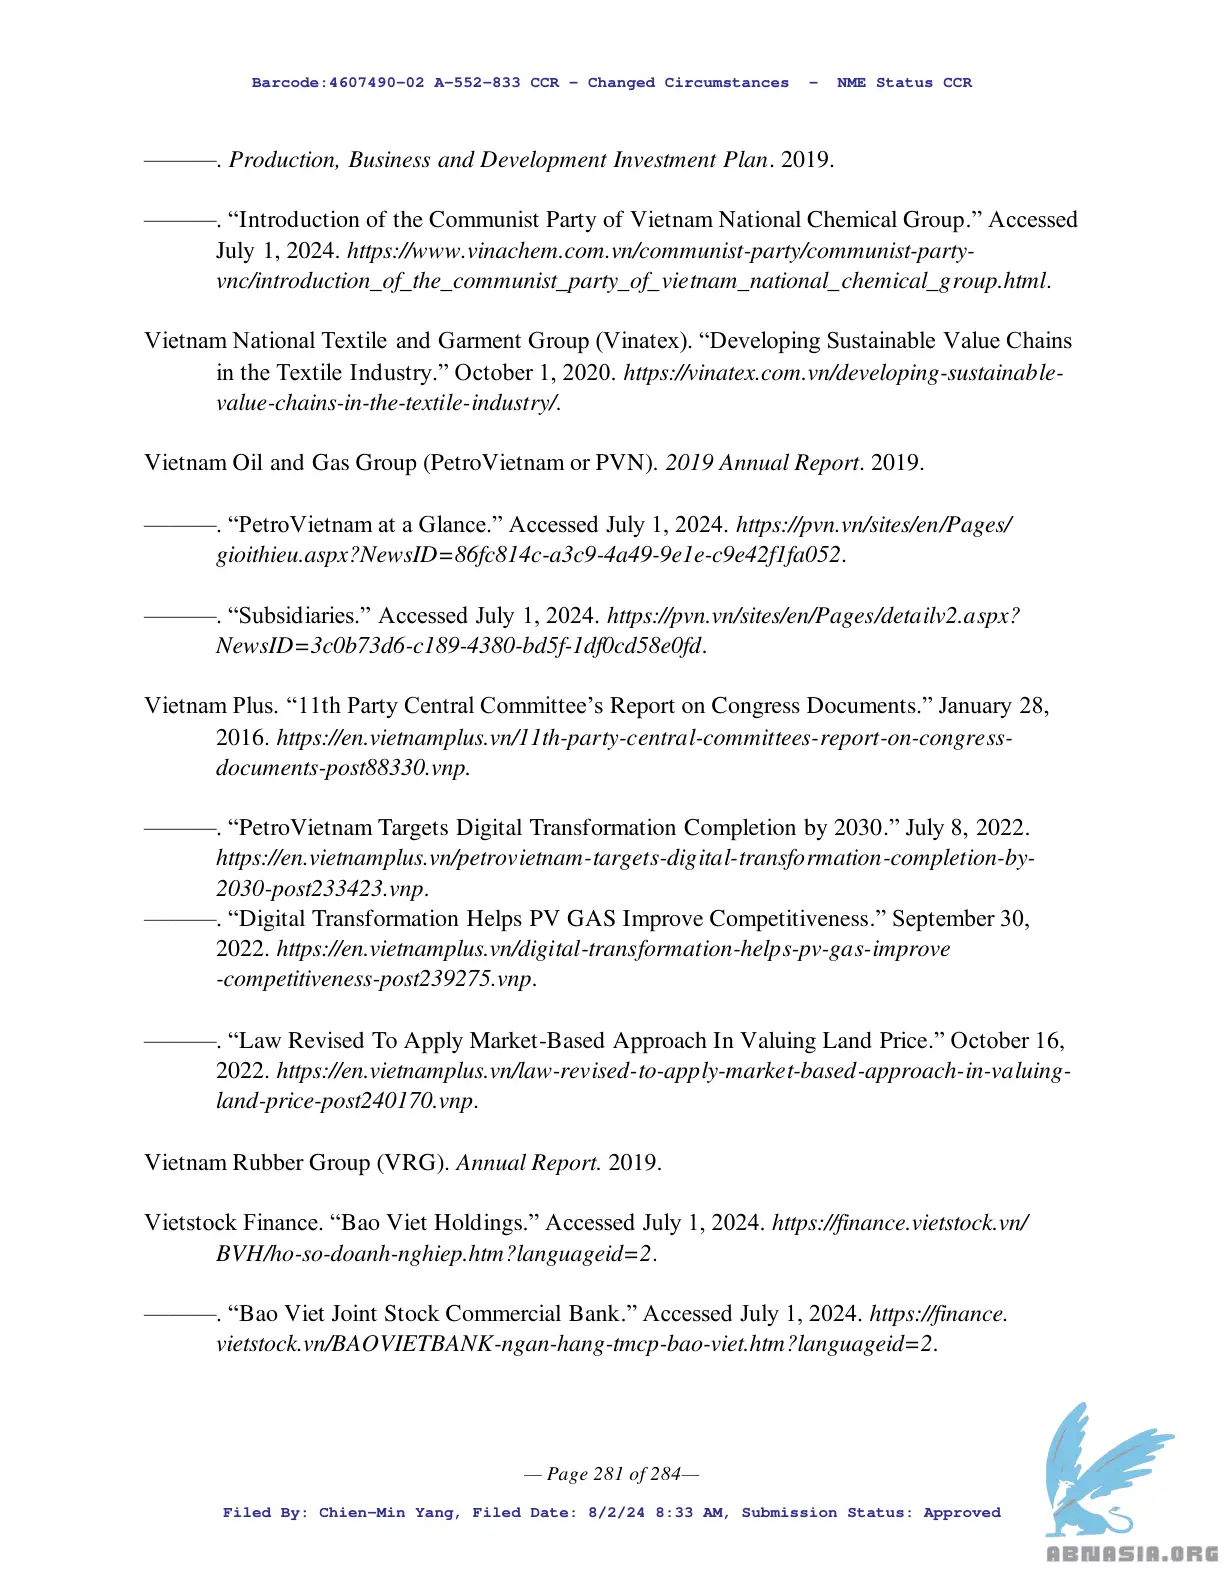 Barcode:4607490-02 A-552-833 CCR - Changed Circumstances - NME Status CCR
———. Production, Business and Development Investment Plan. 2019.
———. “Introduction of the Communist Party of Vietnam National Chemical Group.” Accessed
July 1, 2024. https://www.vinachem.com.vn/communist-party/communist-party-
vnc/introduction_of_the_communist_party_of_vietnam_national_chemical_group.html.
Vietnam National Textile and Garment Group (Vinatex). “Developing Sustainable Value Chains
in the Textile Industry.” October 1, 2020. https://vinatex.com.vn/developing-sustainable-
value-chains-in-the-textile-industry/.
Vietnam Oil and Gas Group (PetroVietnam or PVN). 2019 Annual Report. 2019.
———. “PetroVietnam at a Glance.” Accessed July 1, 2024. https://pvn.vn/sites/en/Pages/
gioithieu.aspx?NewsID=86fc814c-a3c9-4a49-9e1e-c9e42f1fa052.
———. “Subsidiaries.” Accessed July 1, 2024. https://pvn.vn/sites/en/Pages/detailv2.aspx?
NewsID=3c0b73d6-c189-4380-bd5f-1df0cd58e0fd.
Vietnam Plus. “11th Party Central Committee’s Report on Congress Documents.” January 28,
2016. https://en.vietnamplus.vn/11th-party-central-committees-report-on-congress-
documents-post88330.vnp.
———. “PetroVietnam Targets Digital Transformation Completion by 2030.” July 8, 2022.
https://en.vietnamplus.vn/petrovietnam-targets-digital-transformation-completion-by-
2030-post233423.vnp.
———. “Digital Transformation Helps PV GAS Improve Competitiveness.” September 30,
2022. https://en.vietnamplus.vn/digital-transformation-helps-pv-gas-improve
-competitiveness-post239275.vnp.
———. “Law Revised To Apply Market-Based Approach In Valuing Land Price.” October 16,
2022. https://en.vietnamplus.vn/law-revised-to-apply-market-based-approach-in-valuing-
land-price-post240170.vnp.
Vietnam Rubber Group (VRG). Annual Report. 2019.
Vietstock Finance. “Bao Viet Holdings.” Accessed July 1, 2024. https://finance.vietstock.vn/
BVH/ho-so-doanh-nghiep.htm?languageid=2.
———. “Bao Viet Joint Stock Commercial Bank.” Accessed July 1, 2024. https://finance.
vietstock.vn/BAOVIETBANK-ngan-hang-tmcp-bao-viet.htm?languageid=2.
— Page 281 of 284—
Filed By: Chien-Min Yang, Filed Date: 8/2/24 8:33 AM, Submission Status: Approved
ABNASIA.ORG